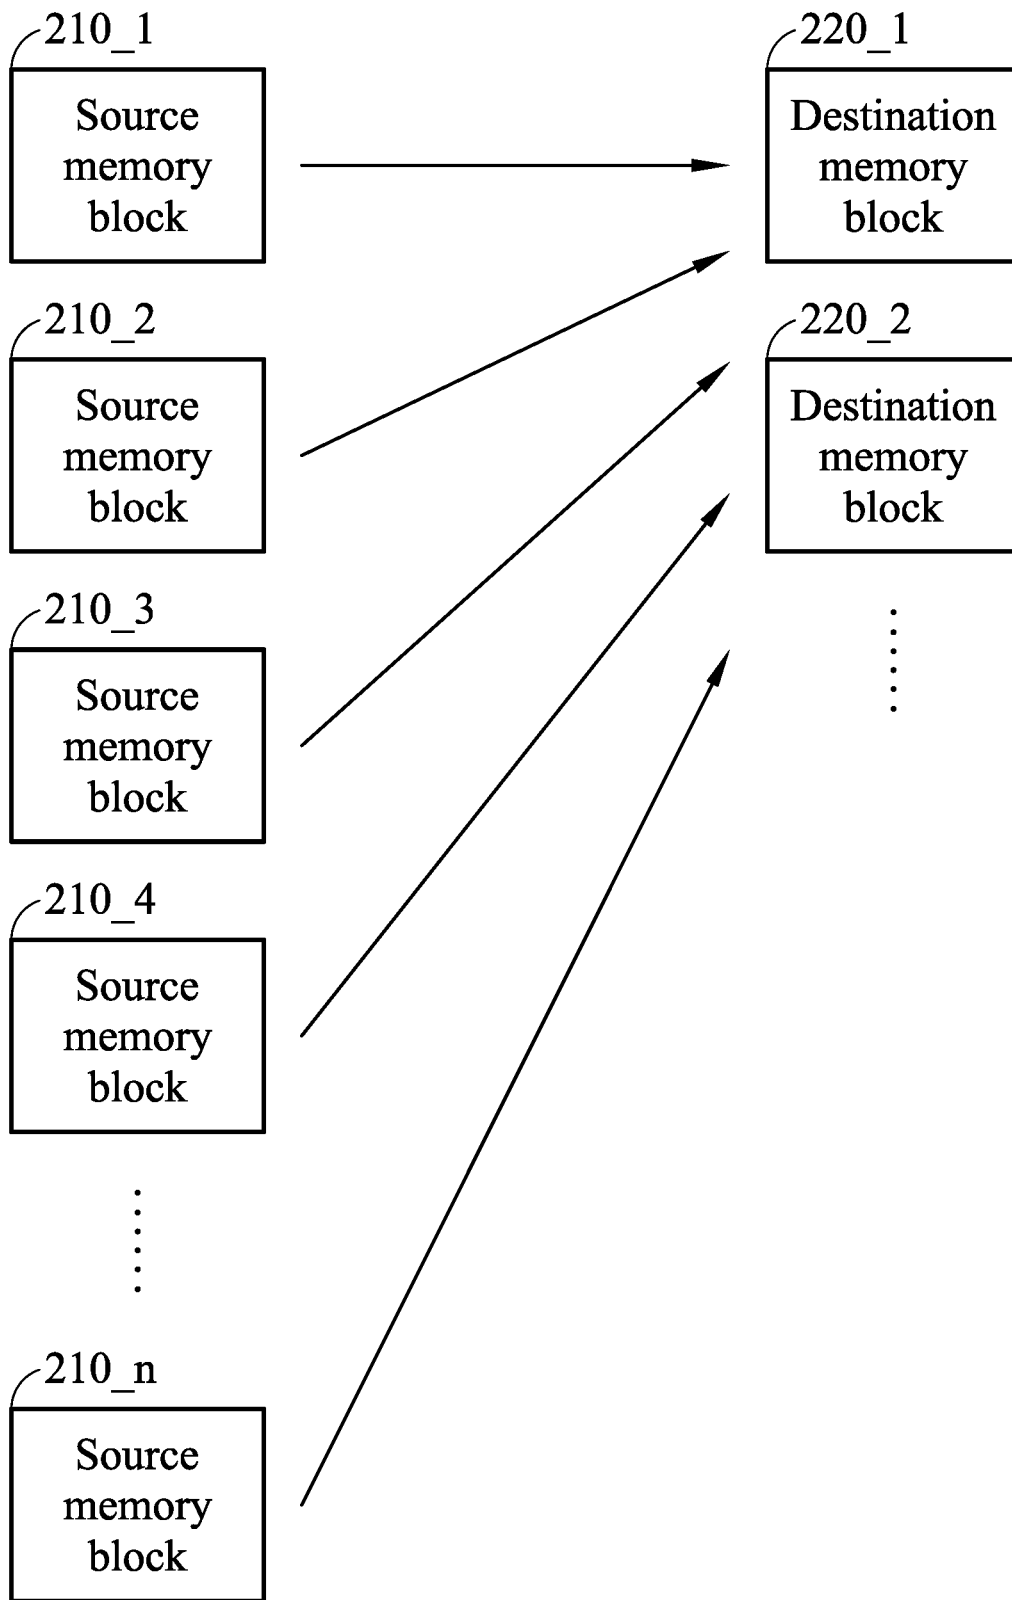 210_1
Source
memory
block
210_2
Source
memory
block
210_3
Source
memory
block
210_4
Source
memory
block
210_n
Source
memory
block
220_1
Destination
memory
block
220_2
Destination
memory
block